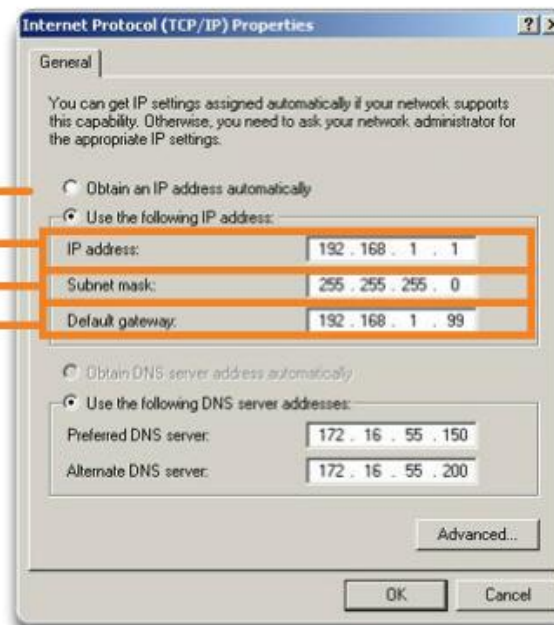 Internet Protocol (TCP/IP) Properties
General
You can get IP settings assigned automatically if your network supports
this capability. Otherwise, you need to ask your network administrator for
the appropriate IP settings.
Obtain an IP address automatically
Use the following IP address:
IP address: 192 . 168 . 1 . 1
Subnet mask: 255 . 255 . 255 . 0
Default gateway: 192 . 168 . 1 . 99
Obtain DNS server address automatically
Use the following DNS server addresses:
Preferred DNS server: 172 . 16 . 55 . 150
Alternate DNS server: 172 . 16 . 55 . 200
Advanced...
OK Cancel